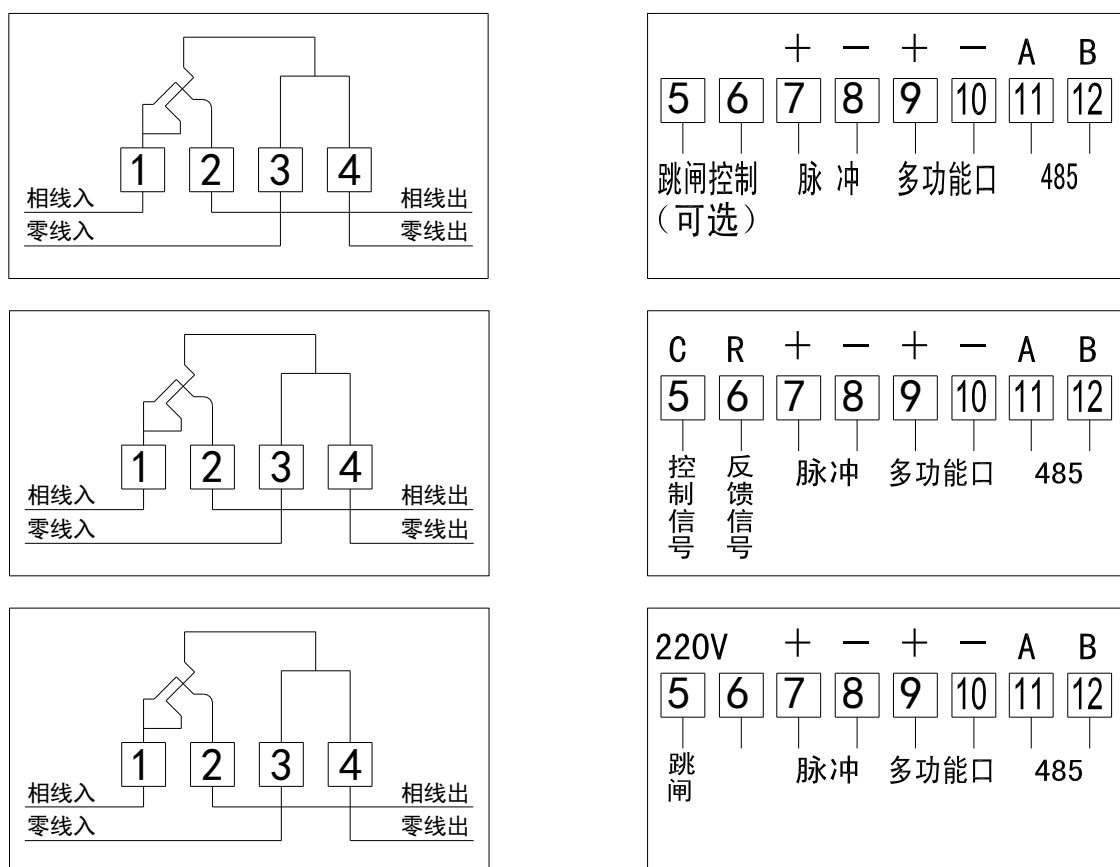 1 2 3 4
相线入 相线出
零线入 零线出
+ - + - A B
5 6 7 8 9 10 11 12
跳闸控制 脉 冲 多功能口 485
(可选)
1 2 3 4
相线入 相线出
零线入 零线出
C R + - + - A B
5 6 7 8 9 10 11 12
控制信号 反馈信号 脉冲 多功能口 485
1 2 3 4
相线入 相线出
零线入 零线出
220V + - + - A B
5 6 7 8 9 10 11 12
跳闸 脉冲 多功能口 485